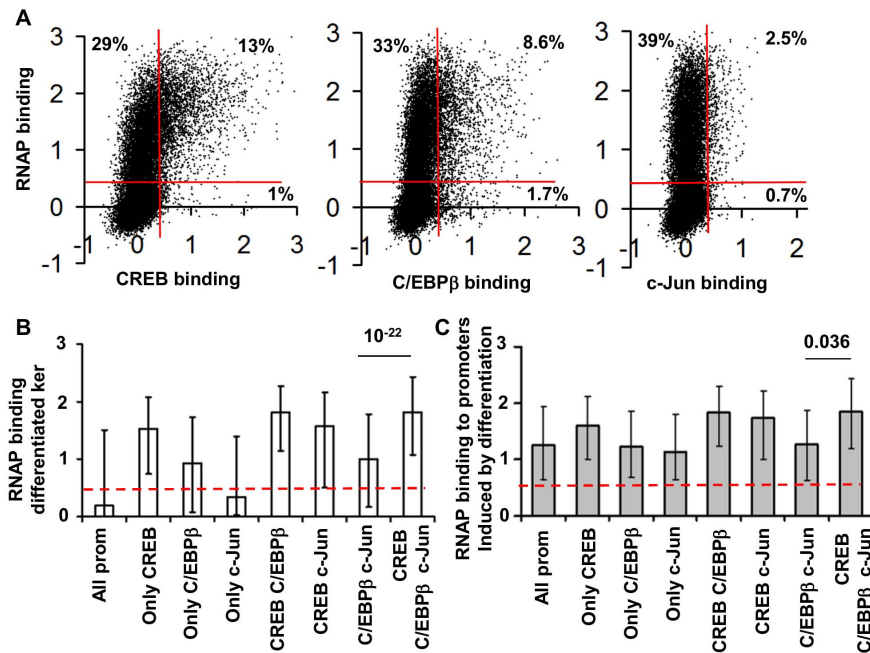 A
29%
13%
1%
RNAP binding
3
2
1
0
-1
-1
0
1
2
3
CREB binding
33%
8.6%
1.7%
3
2
1
0
-1
-1
0
1
2
3
C/EBPβ binding
39%
2.5%
0.7%
3
2
1
0
-1
-1
0
1
2
c-Jun binding
B
RNAP binding
differentiated ker
3
2
1
0
10-22
All prom
Only CREB
Only C/EBPβ
Only c-Jun
CREB C/EBPβ
CREB c-Jun
C/EBPβ c-Jun
CREB
C/EBPβ c-Jun
C
RNAP binding to promoters
Induced by differentiation
3
2
1
0
0.036
All prom
Only CREB
Only C/EBPβ
Only c-Jun
CREB C/EBPβ
CREB c-Jun
C/EBPβ c-Jun
CREB
C/EBPβ c-Jun